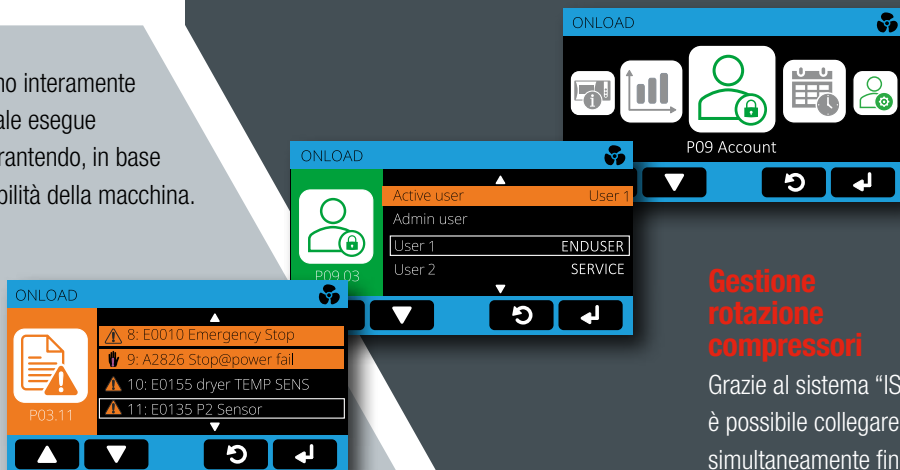 no interamente
ale esegue
rantendo, in base
bilità della macchina.
ONLOAD
P09 Account
ONLOAD
P09.03
Active user User 1
Admin user
User 1 ENDUSER
User 2 SERVICE
ONLOAD
P03.11
8: E0010 Emergency Stop
9: A2826 Stop@power fail
10: E0155 dryer TEMP SENS
11: E0135 P2 Sensor
Gestione
rotazione
compressori
Grazie al sistema “IS
è possibile collegare
simultaneamente fin